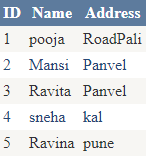 ID Name Address
1 pooja RoadPali
2 Mansi Panvel
3 Ravita Panvel
4 sneha kal
5 Ravina pune